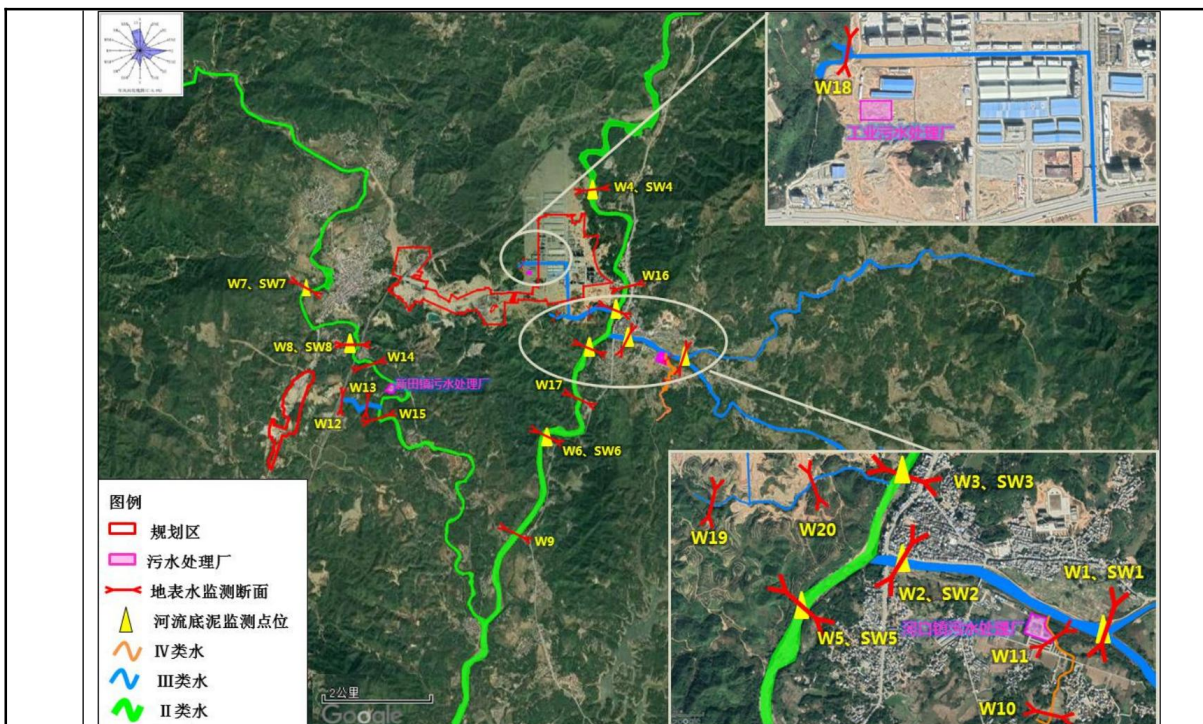 W18
工业污水处理厂
W4、SW4
W16
W7、SW7
W8、SW8
W14
W13
新田镇污水处理厂
W12
W15
W17
W6、SW6
W9
W3、SW3
W19
W20
W1、SW1
W2、SW2
W5、SW5
河口镇污水处理厂
W11
W10
图例
规划区
污水处理厂
地表水监测断面
河流底泥监测点位
IV类水
III类水
II类水
2公里
Google